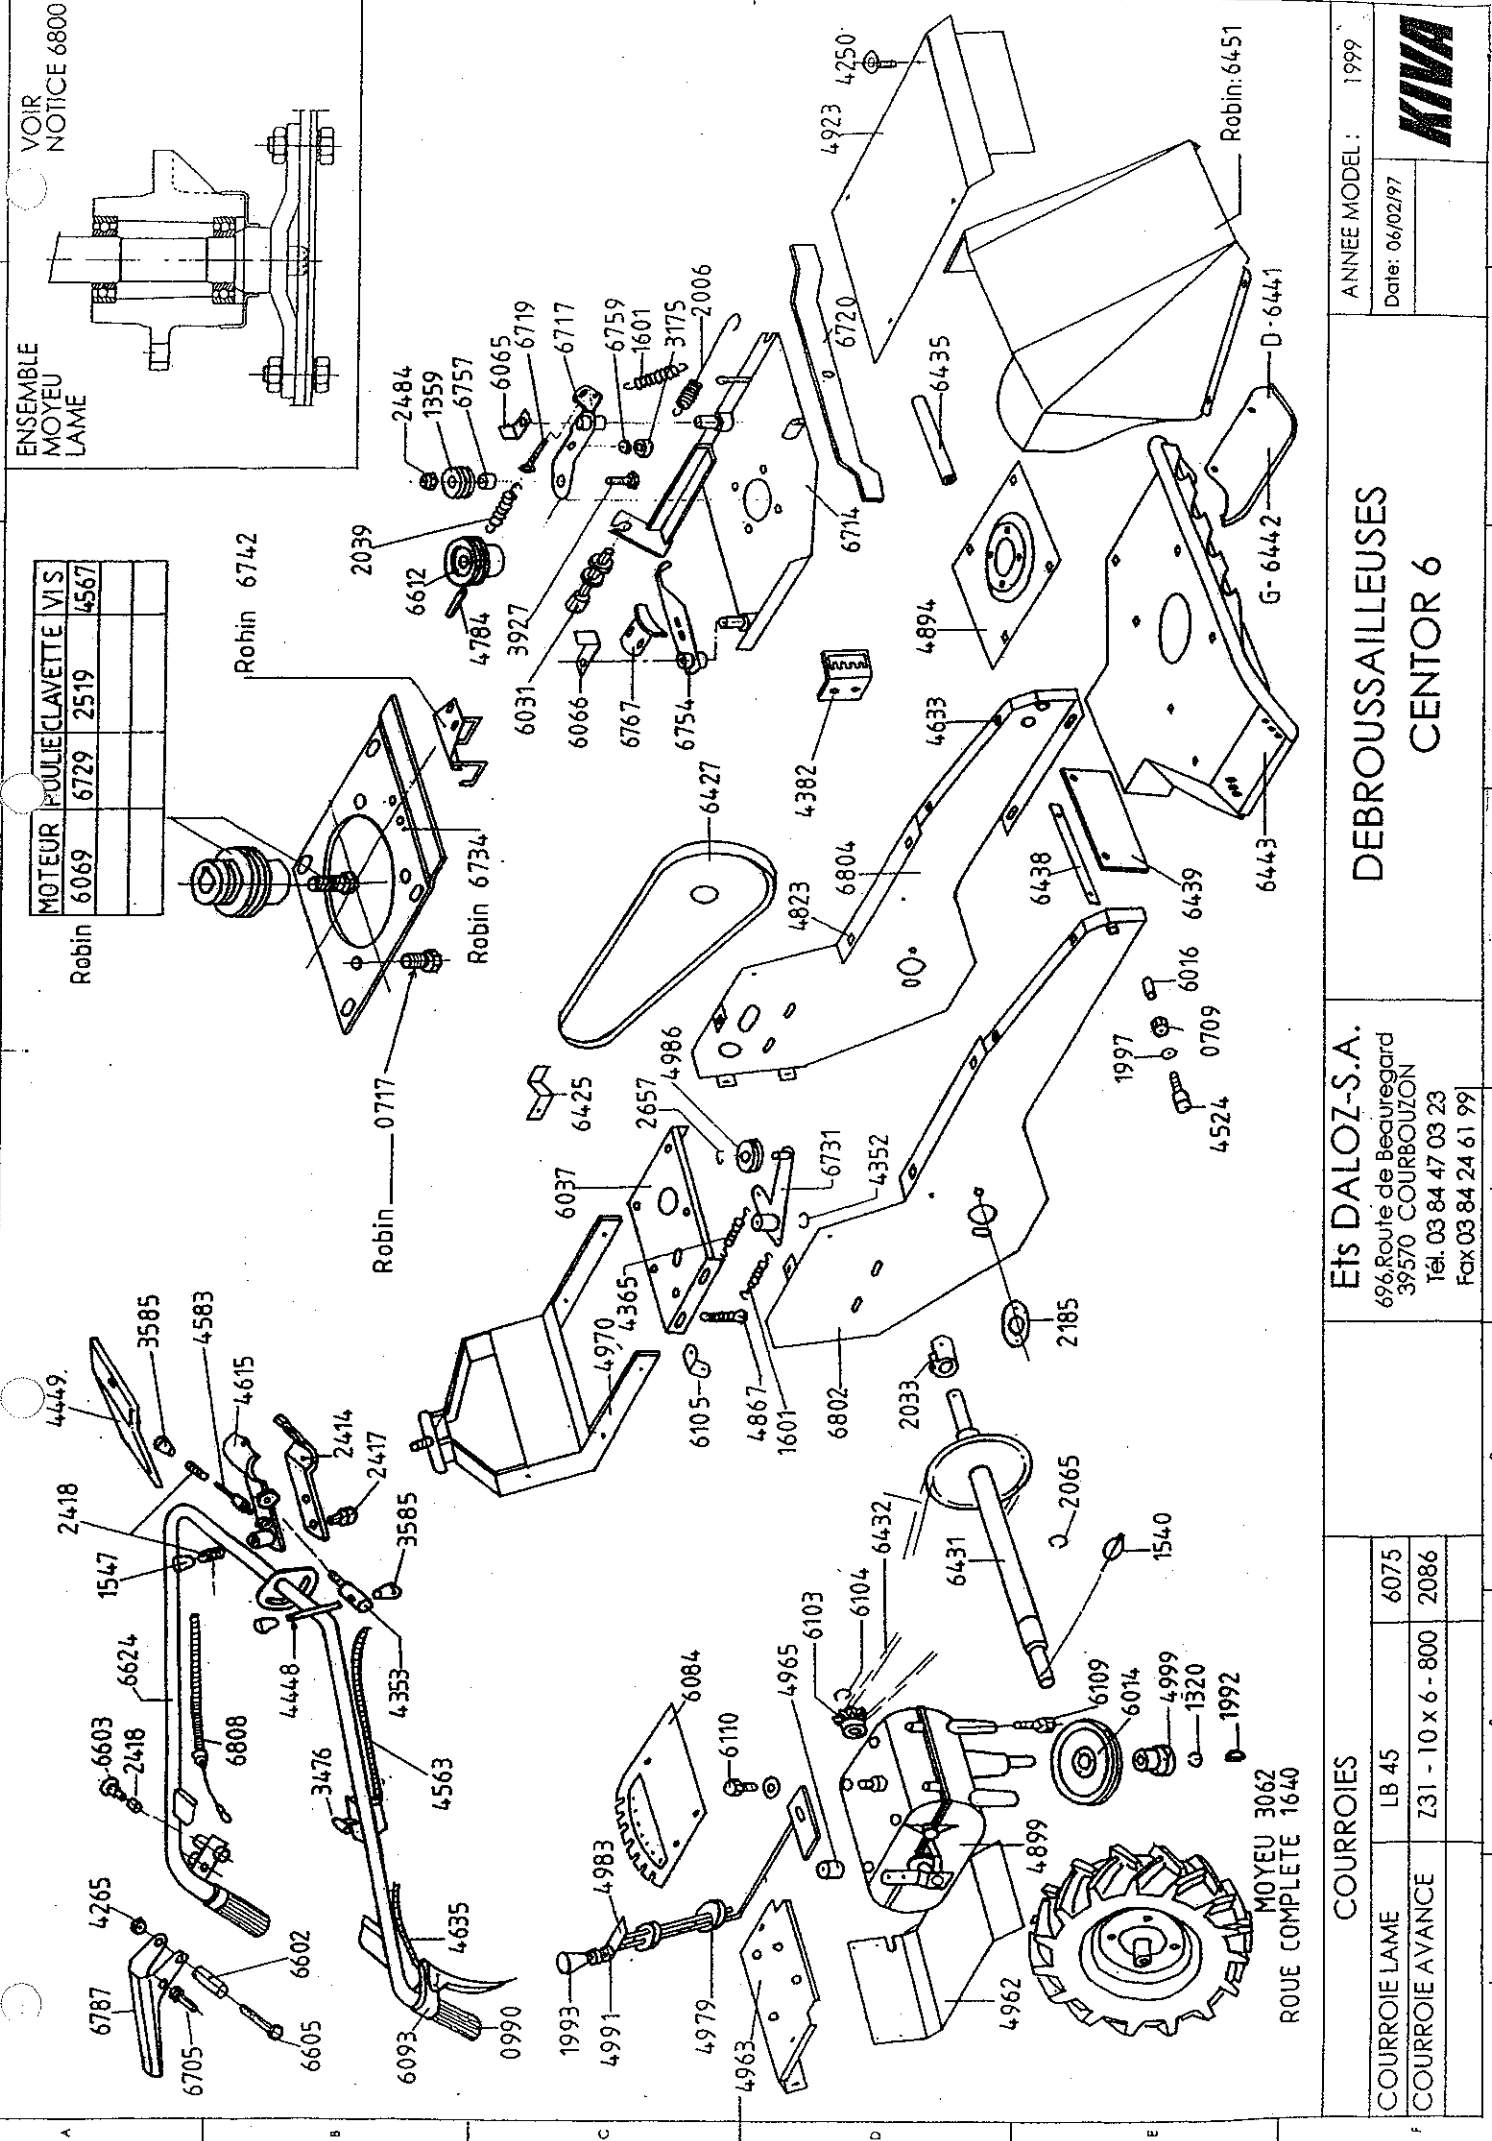 ENSEMBLE
MOYEU
LAME
VOIR
NOTICE 6800
MOTEUR POULIE CLAVETTE VIS
Robin 6069 6729 2519 4567
Robin 6742
Robin 6734
Robin 0717
4449
3585
4583
4615
2414
2417
3585
2418
1547
6624
6603
2418
6808
4448
4353
3476
4563
4265
6787
6705
6602
6605
6093
0990
4635
2484
1359
6757
6065
6719
6717
6759
1601
3175
2006
2039
6612
4784
3927
6031
6066
6767
6754
6714
6720
4923
4250
Robin: 6451
6435
4894
4382
4633
6427
6425
6804
4823
6438
6439
6443
G- 6442
D-6441
6016
0709
1997
4524
6037
2657
4986
6731
4352
4365
4970
6105
4867
1601
6802
2185
2033
6432
6431
2065
1540
6084
6110
4965
6103
6104
4983
1993
4991
4979
4963
4962
4899
6109
6014
4999
1320
1992
MOYEU 3062
ROUE COMPLETE 1640
COURROIES
COURROIE LAME LB 45 6075
COURROIE AVANCE Z31 - 10 x 6 - 800 2086
Ets DALOZ-S.A.
696,Route de Beauregard
39570 COURBOUZON
Tél. 03 84 47 03 23
Fax 03 84 24 61 99
DEBROUSSAILLEUSES
CENTOR 6
ANNEE MODEL : 1999
Date: 06/02/97
KIVA
A
B
C
D
E
F